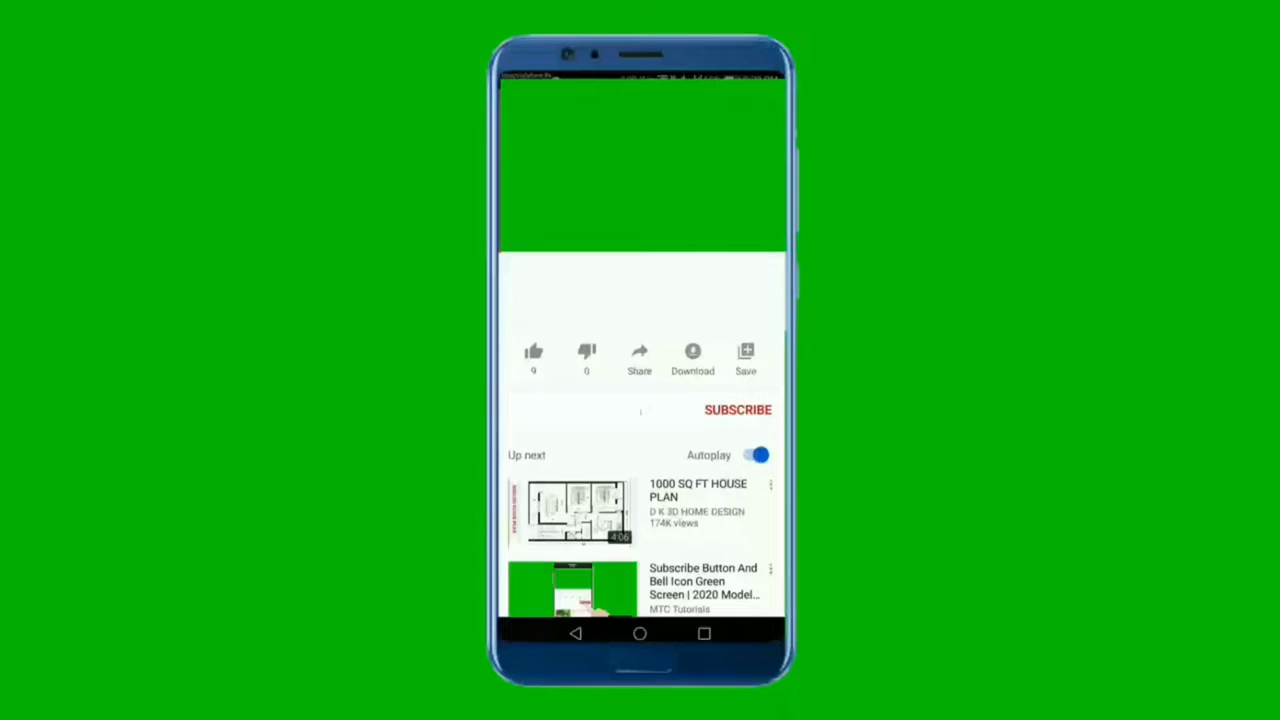 9
0
Share
Download
Save
SUBSCRIBE
Up next
Autoplay
1000 SQ FT HOUSE
PLAN
D K 3D HOME DESIGN
174K views
4:06
Subscribe Button And
Bell Icon Green
Screen | 2020 Model...
MTC Tutorials